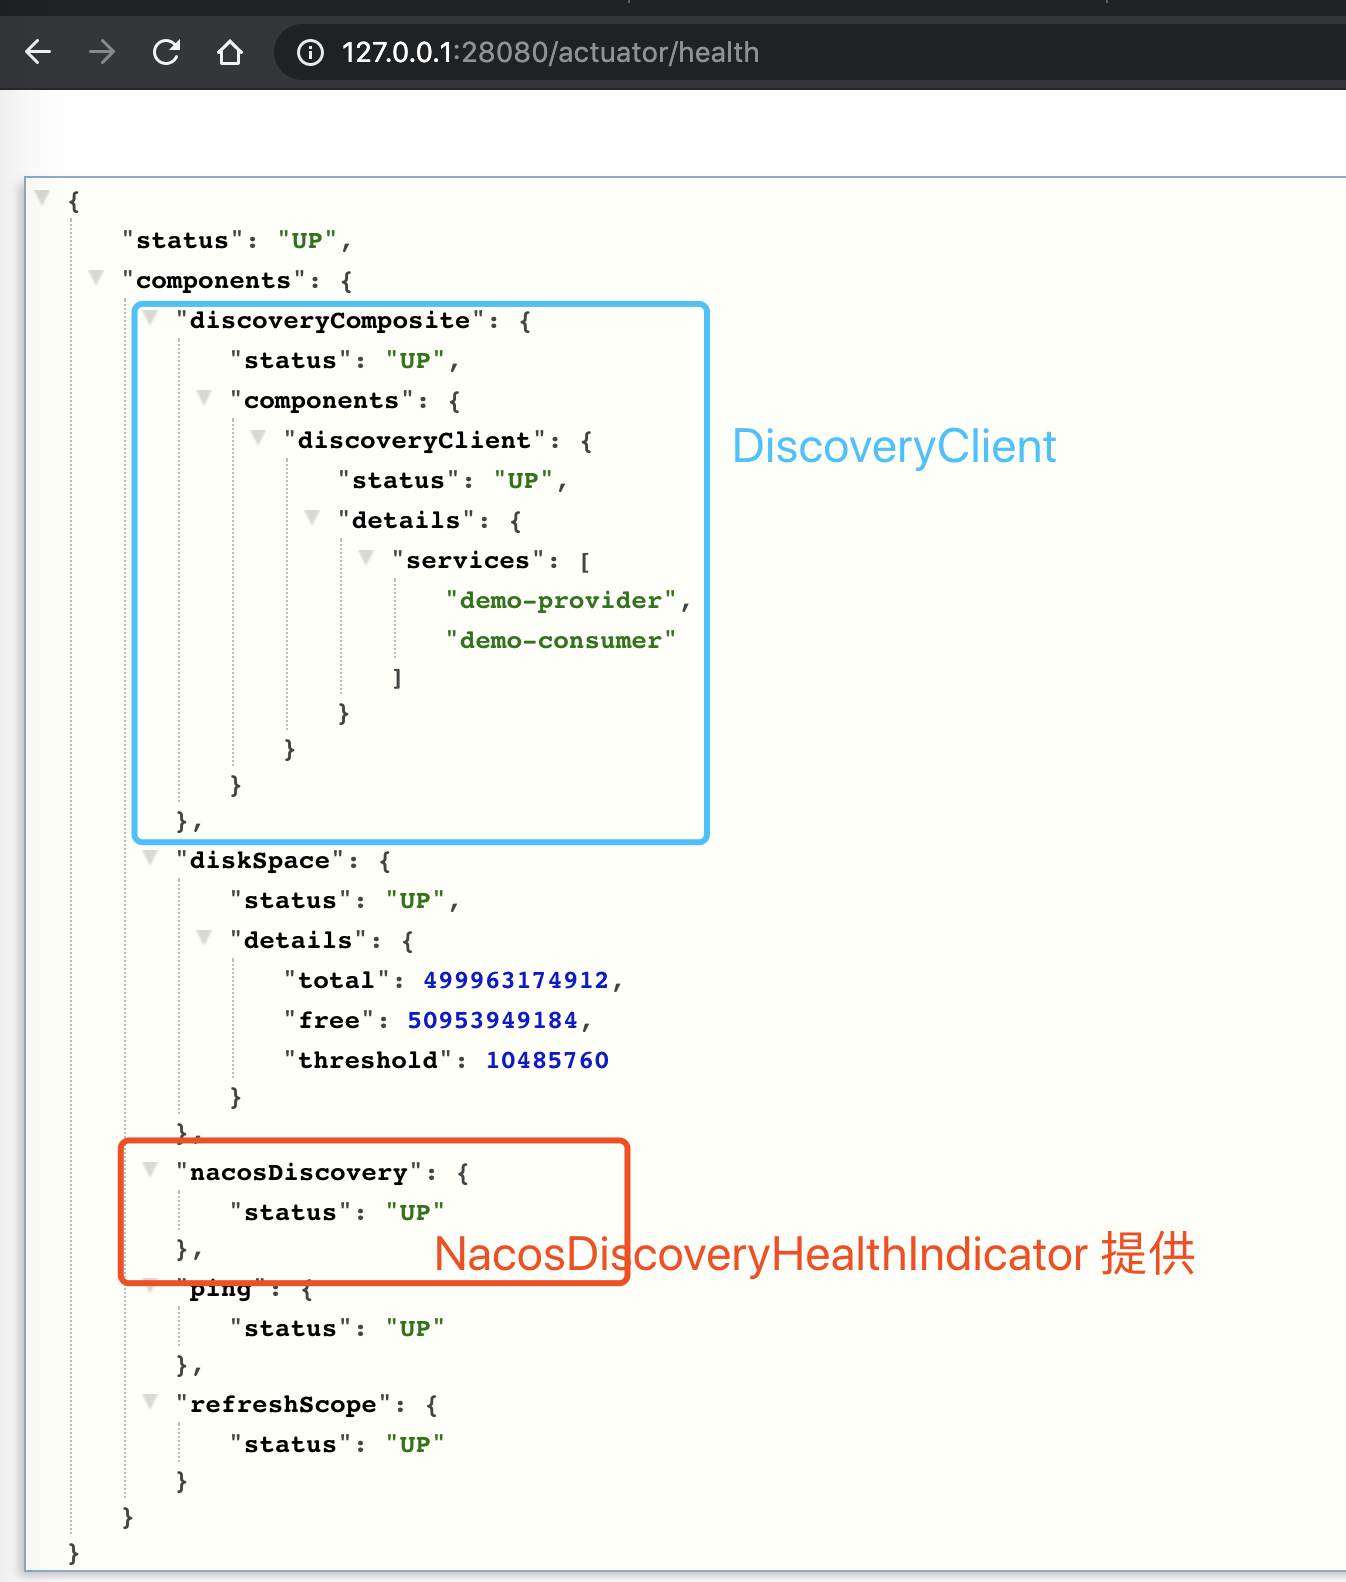 127.0.0.1:28080/actuator/health
{
"status": "UP",
"components": {
"discoveryComposite": {
"status": "UP",
"components": {
"discoveryClient": {
"status": "UP",
"details": {
"services": [
"demo-provider",
"demo-consumer"
]
}
}
}
},
DiscoveryClient
"diskSpace": {
"status": "UP",
"details": {
"total": 499963174912,
"free": 50953949184,
"threshold": 10485760
}
},
"nacosDiscovery": {
"status": "UP"
},
NacosDiscoveryHealthIndicator 提供
"ping": {
"status": "UP"
},
"refreshScope": {
"status": "UP"
}
}
}